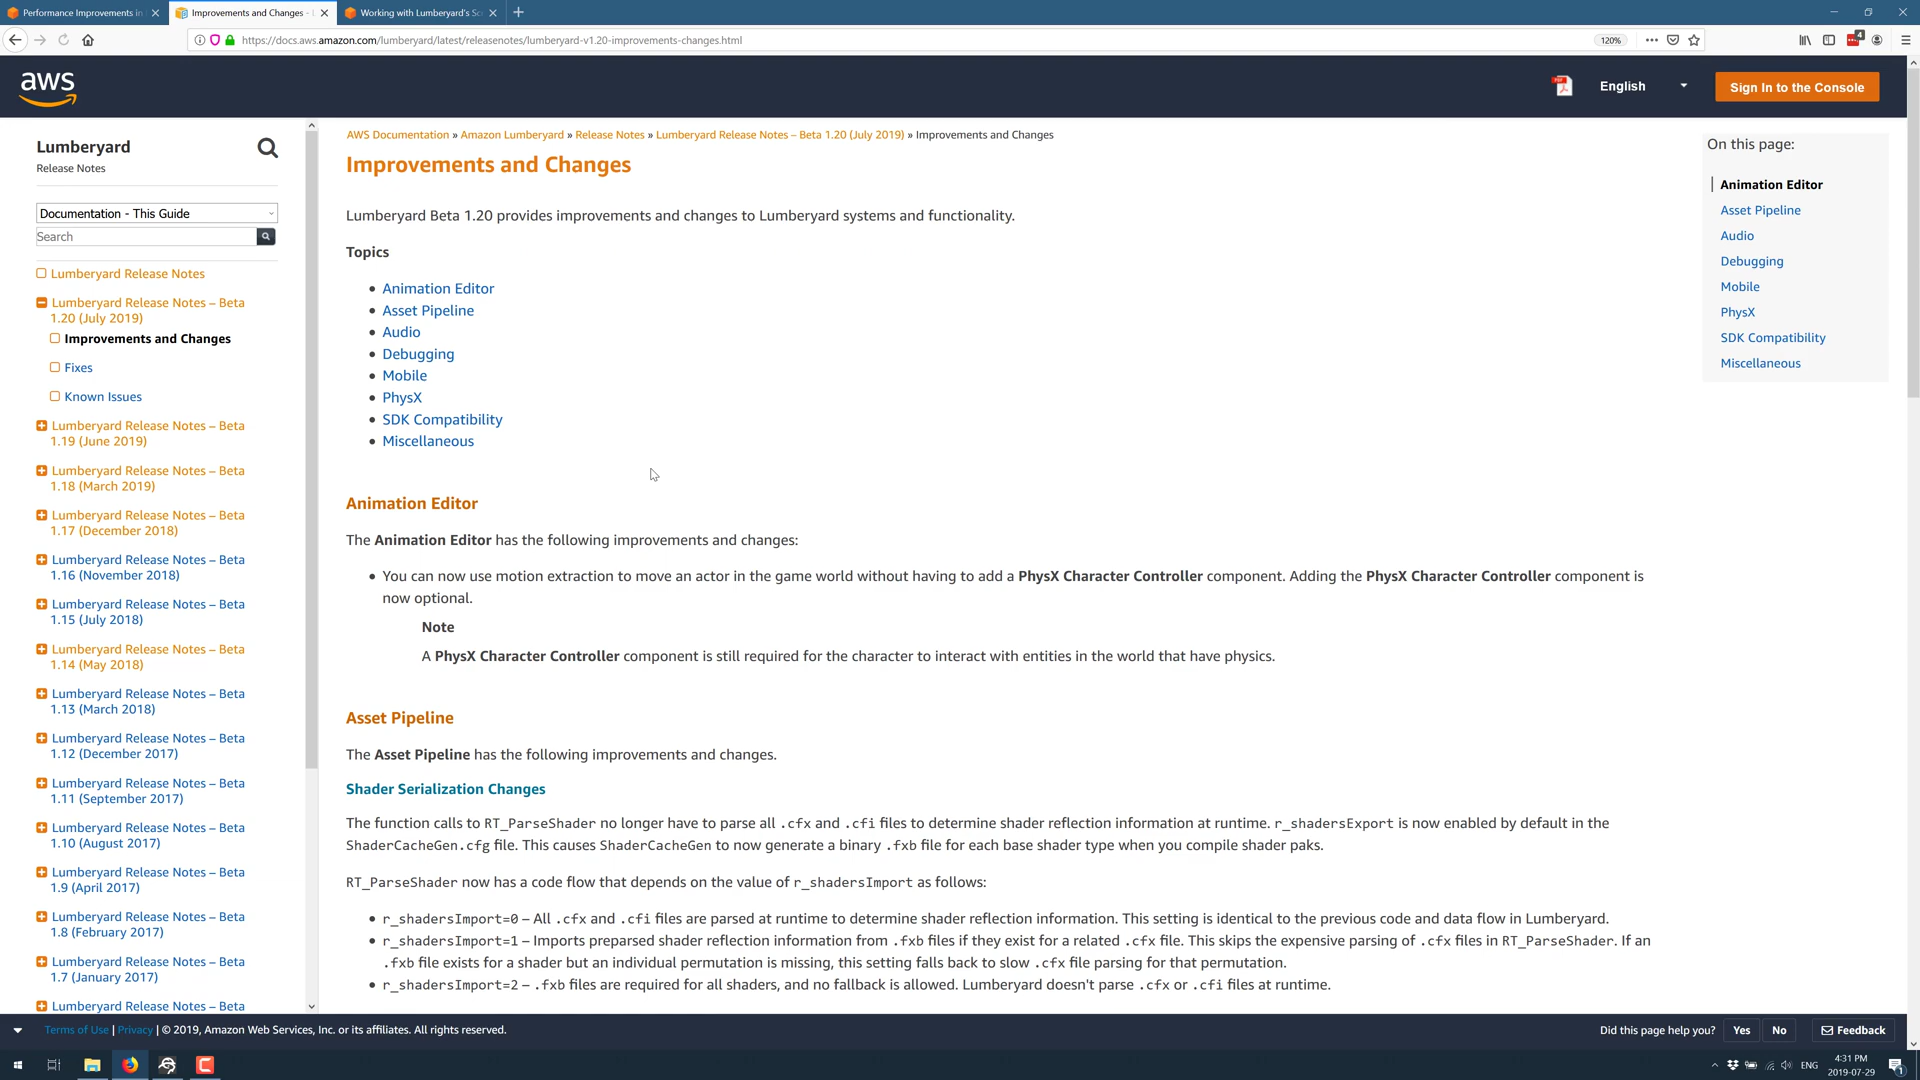 Performance Improvements in
Improvements and Changes - L
Working with Lumberyard's Sc
https://docs.aws.amazon.com/lumberyard/latest/releasenotes/lumberyard-v1.20-improvements-changes.html
120%
4
aws
English
Sign In to the Console
Lumberyard
Release Notes
Documentation - This Guide
Search
Lumberyard Release Notes
Lumberyard Release Notes – Beta
1.20 (July 2019)
Improvements and Changes
Fixes
Known Issues
Lumberyard Release Notes – Beta
1.19 (June 2019)
Lumberyard Release Notes – Beta
1.18 (March 2019)
Lumberyard Release Notes – Beta
1.17 (December 2018)
Lumberyard Release Notes – Beta
1.16 (November 2018)
Lumberyard Release Notes – Beta
1.15 (July 2018)
Lumberyard Release Notes – Beta
1.14 (May 2018)
Lumberyard Release Notes – Beta
1.13 (March 2018)
Lumberyard Release Notes – Beta
1.12 (December 2017)
Lumberyard Release Notes – Beta
1.11 (September 2017)
Lumberyard Release Notes – Beta
1.10 (August 2017)
Lumberyard Release Notes – Beta
1.9 (April 2017)
Lumberyard Release Notes – Beta
1.8 (February 2017)
Lumberyard Release Notes – Beta
1.7 (January 2017)
Lumberyard Release Notes – Beta
AWS Documentation » Amazon Lumberyard » Release Notes » Lumberyard Release Notes – Beta 1.20 (July 2019) » Improvements and Changes
Improvements and Changes
Lumberyard Beta 1.20 provides improvements and changes to Lumberyard systems and functionality.
Topics
• Animation Editor
• Asset Pipeline
• Audio
• Debugging
• Mobile
• PhysX
• SDK Compatibility
• Miscellaneous
Animation Editor
The Animation Editor has the following improvements and changes:
• You can now use motion extraction to move an actor in the game world without having to add a PhysX Character Controller component. Adding the PhysX Character Controller component is
now optional.
Note
A PhysX Character Controller component is still required for the character to interact with entities in the world that have physics.
Asset Pipeline
The Asset Pipeline has the following improvements and changes.
Shader Serialization Changes
The function calls to RT_ParseShader no longer have to parse all .cfx and .cfi files to determine shader reflection information at runtime. r_shadersExport is now enabled by default in the
ShaderCacheGen.cfg file. This causes ShaderCacheGen to now generate a binary .fxb file for each base shader type when you compile shader paks.
RT_ParseShader now has a code flow that depends on the value of r_shadersImport as follows:
• r_shadersImport=0 – All .cfx and .cfi files are parsed at runtime to determine shader reflection information. This setting is identical to the previous code and data flow in Lumberyard.
• r_shadersImport=1 – Imports preparsed shader reflection information from .fxb files if they exist for a related .cfx file. This skips the expensive parsing of .cfx files in RT_ParseShader. If an
.fxb file exists for a shader but an individual permutation is missing, this setting falls back to slow .cfx file parsing for that permutation.
• r_shadersImport=2 – .fxb files are required for all shaders, and no fallback is allowed. Lumberyard doesn't parse .cfx or .cfi files at runtime.
On this page:
Animation Editor
Asset Pipeline
Audio
Debugging
Mobile
PhysX
SDK Compatibility
Miscellaneous
Terms of Use | Privacy | © 2019, Amazon Web Services, Inc. or its affiliates. All rights reserved.
Did this page help you?
Yes
No
Feedback
ENG
4:31 PM
2019-07-29
1